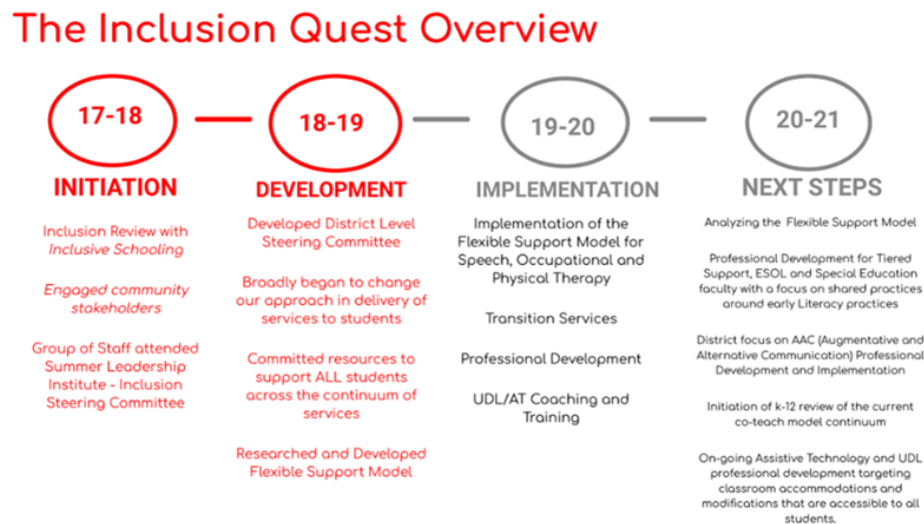 The Inclusion Quest Overview
17-18
INITIATION
Inclusion Review with
Inclusive Schooling
Engaged community
stakeholders
Group of Staff attended
Summer Leadership
Institute - Inclusion
Steering Committee
18-19
DEVELOPMENT
Developed District Level
Steering Committee
Broadly began to change
our approach in delivery of
services to students
Committed resources to
support ALL students
across the continuum of
services
Researched and Developed
Flexible Support Model
19-20
IMPLEMENTATION
Implementation of the
Flexible Support Model for
Speech, Occupational and
Physical Therapy
Transition Services
Professional Development
UDL/AT Coaching and
Training
20-21
NEXT STEPS
Analyzing the Flexible Support Model
Professional Development for Tiered
Support, ESOL and Special Education
faculty with a focus on shared practices
around early Literacy practices
District focus on AAC (Augmentative and
Alternative Communication) Professional
Development and Implementation
Initiation of k-12 review of the current
co-teach model continuum
On-going Assistive Technology and UDL
professional development targeting
classroom accommodations and
modifications that are accessible to all
students.